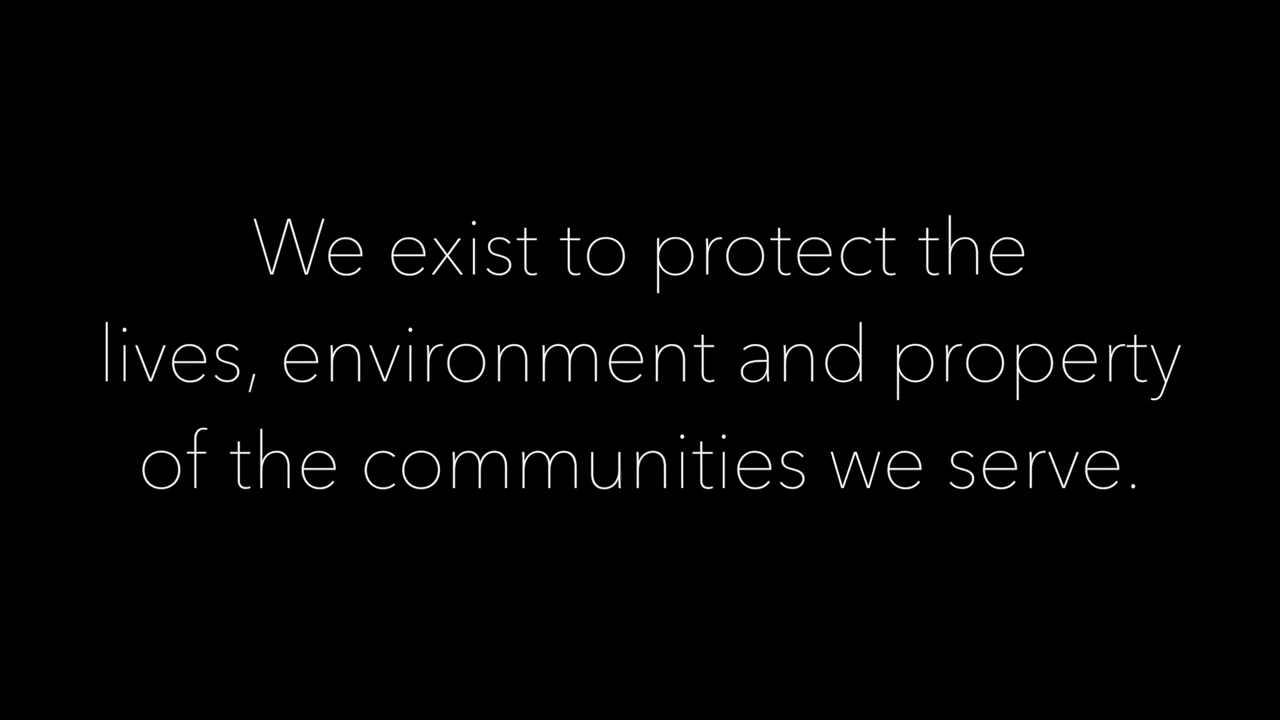 We exist to protect the
lives, environment and property
of the communities we serve.